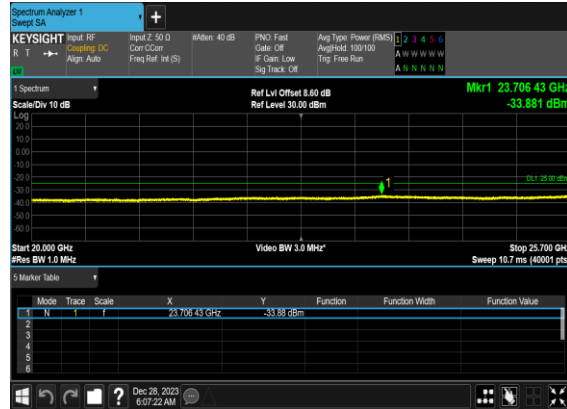 Spectrum Analyzer 1
Swept SA
+
KEYSIGHT Input: RF Input Z: 50 Ω #Atten: 40 dB PNO: Fast Avg Type: Power (RMS) 1 2 3 4 5 6
R T Coupling: DC Corr CCorr Gate: Off Avg|Hold: 100/100 A W W W W W
Align: Auto Freq Ref: Int (S) IF Gain: Low Trig: Free Run
Sig Track: Off A N N N N N
1 Spectrum Ref Lvl Offset 8.60 dB Mkr1 23.706 43 GHz
Scale/Div 10 dB Ref Level 30.00 dBm -33.881 dBm
Log
20.0
10.0
0.00
-10.0
1
-20.0 DL1 -25.00 dBm
-30.0
-40.0
-50.0
-60.0
Start 20.000 GHz Video BW 3.0 MHz* Stop 25.700 GHz
#Res BW 1.0 MHz Sweep 10.7 ms (40001 pts)
5 Marker Table
Mode Trace Scale X Y Function Function Width Function Value
1 N 1 f 23.706 43 GHz -33.88 dBm
2
3
4
5
6
? Dec 28, 2023
6:07:22 AM